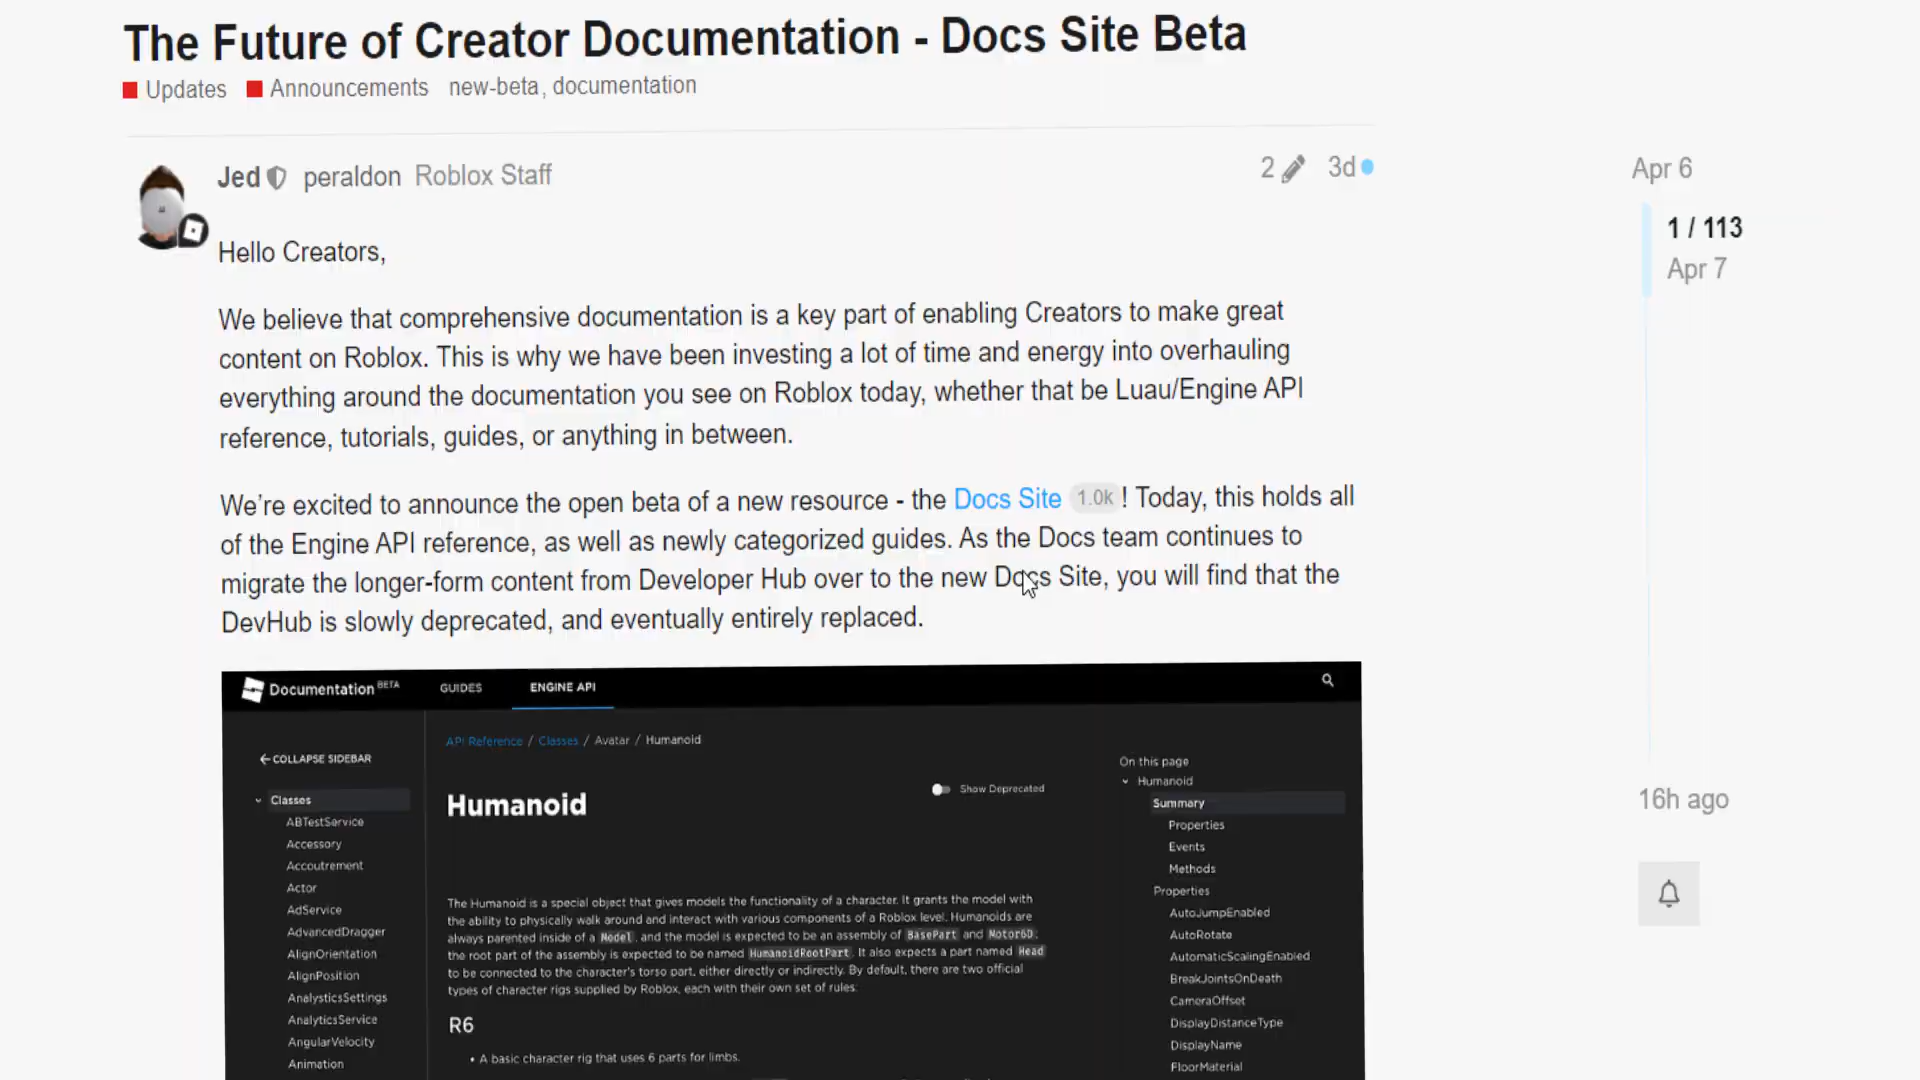 The Future of Creator Documentation - Docs Site Beta
Updates Announcements new-beta, documentation
Jed peraldon Roblox Staff
2 3d
Hello Creators,
We believe that comprehensive documentation is a key part of enabling Creators to make great
content on Roblox. This is why we have been investing a lot of time and energy into overhauling
everything around the documentation you see on Roblox today, whether that be Luau/Engine API
reference, tutorials, guides, or anything in between.
We’re excited to announce the open beta of a new resource - the Docs Site 1.0k ! Today, this holds all
of the Engine API reference, as well as newly categorized guides. As the Docs team continues to
migrate the longer-form content from Developer Hub over to the new Docs Site, you will find that the
DevHub is slowly deprecated, and eventually entirely replaced.
Apr 6
1 / 113
Apr 7
16h ago
Documentation BETA GUIDES ENGINE API
COLLAPSE SIDEBAR
Classes
ABTestService
Accessory
Accoutrement
Actor
AdService
AdvancedDragger
AlignOrientation
AlignPosition
AnalysticsSettings
AnalyticsService
AngularVelocity
Animation
API Reference / Classes / Avatar / Humanoid
Humanoid
Show Deprecated
The Humanoid is a special object that gives models the functionality of a character. It grants the model with
the ability to physically walk around and interact with various components of a Roblox level. Humanoids are
always parented inside of a Model, and the model is expected to be an assembly of BasePart and Motor6D;
the root part of the assembly is expected to be named HumanoidRootPart. It also expects a part named Head
to be connected to the character's torso part, either directly or indirectly. By default, there are two official
types of character rigs supplied by Roblox, each with their own set of rules:
R6
• A basic character rig that uses 6 parts for limbs.
On this page
Humanoid
Summary
Properties
Events
Methods
Properties
AutoJumpEnabled
AutoRotate
AutomaticScalingEnabled
BreakJointsOnDeath
CameraOffset
DisplayDistanceType
DisplayName
FloorMaterial